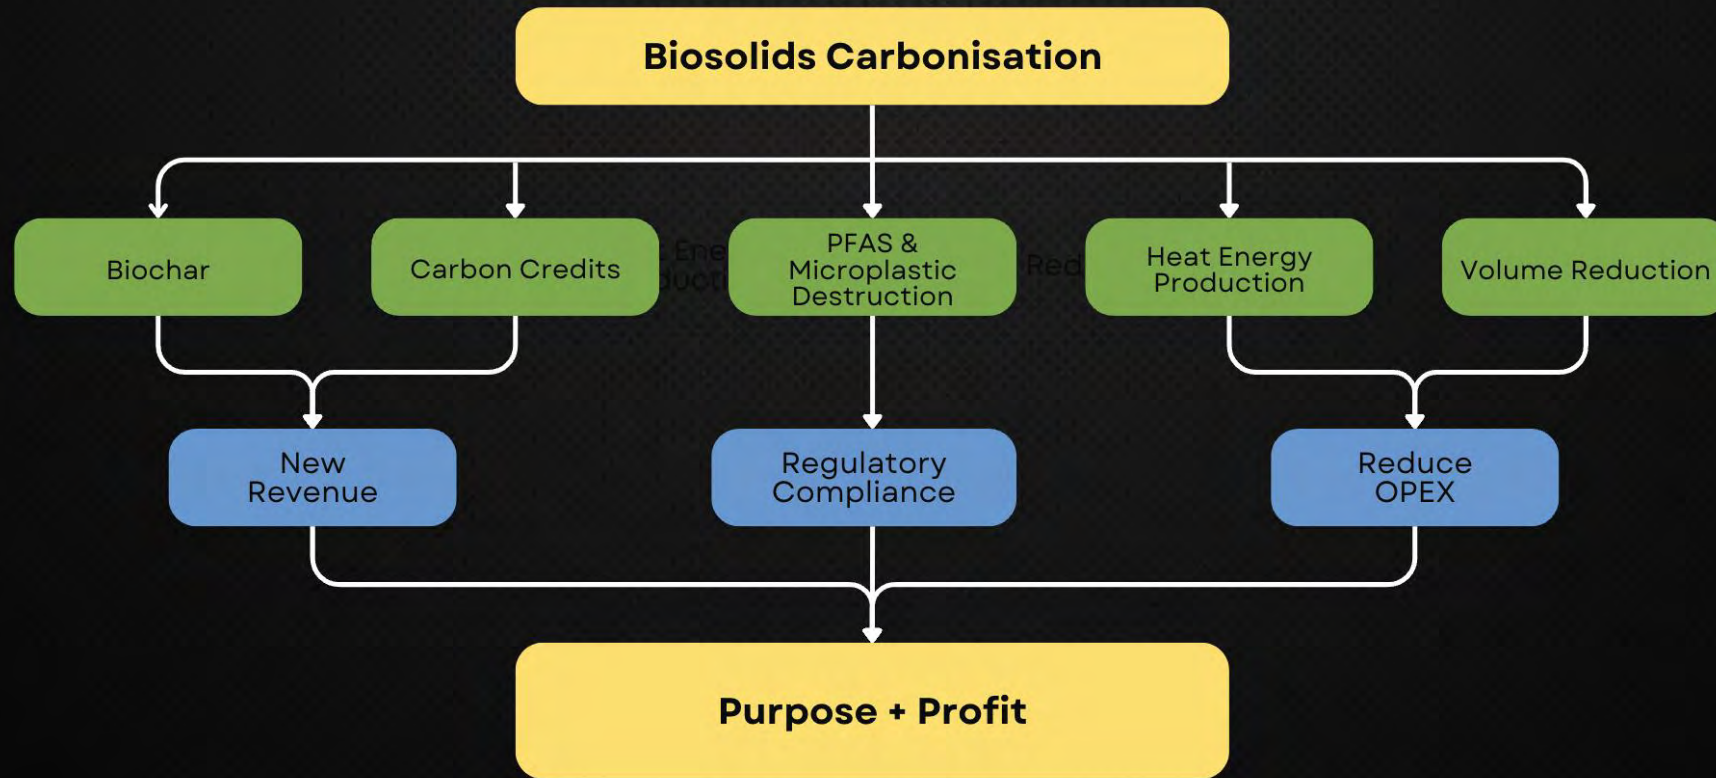 Biosolids Carbonisation
Biochar
Carbon Credits
PFAS &
Microplastic
Destruction
Heat Energy
Production
Volume Reduction
New
Revenue
Regulatory
Compliance
Reduce
OPEX
Purpose + Profit